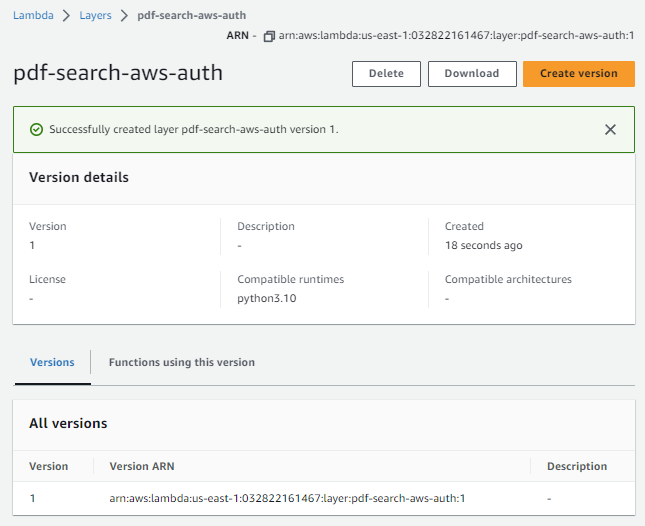 Lambda > Layers > pdf-search-aws-auth
ARN - arn:aws:lambda:us-east-1:032822161467:layer:pdf-search-aws-auth:1
pdf-search-aws-auth
Delete Download Create version
Successfully created layer pdf-search-aws-auth version 1.
Version details
Version Description Created
1 - 18 seconds ago
License Compatible runtimes Compatible architectures
- python3.10 -
Versions Functions using this version
All versions
Version Version ARN Description
1 arn:aws:lambda:us-east-1:032822161467:layer:pdf-search-aws-auth:1 -